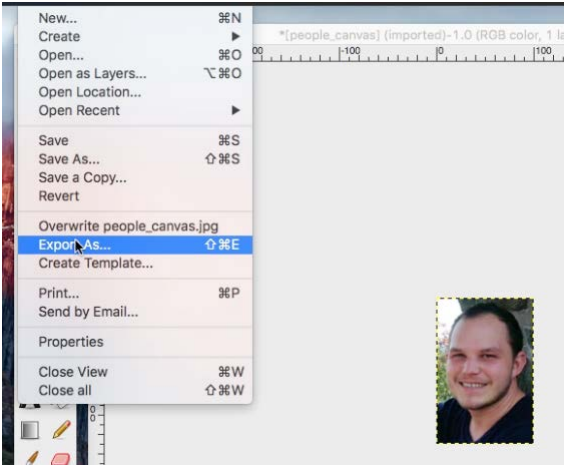 New... ⌘N
*[people_canvas] (imported)-1.0 (RGB color, 1 la
Create ▶
Open... ⌘O
Open as Layers... ⌥⌘O
Open Location...
Open Recent ▶
-100 0 100
Save ⌘S
Save As... ⇧⌘S
Save a Copy...
Revert
Overwrite people_canvas.jpg
Export As... ⇧⌘E
Create Template...
Print... ⌘P
Send by Email...
Properties
Close View ⌘W
Close all ⇧⌘W